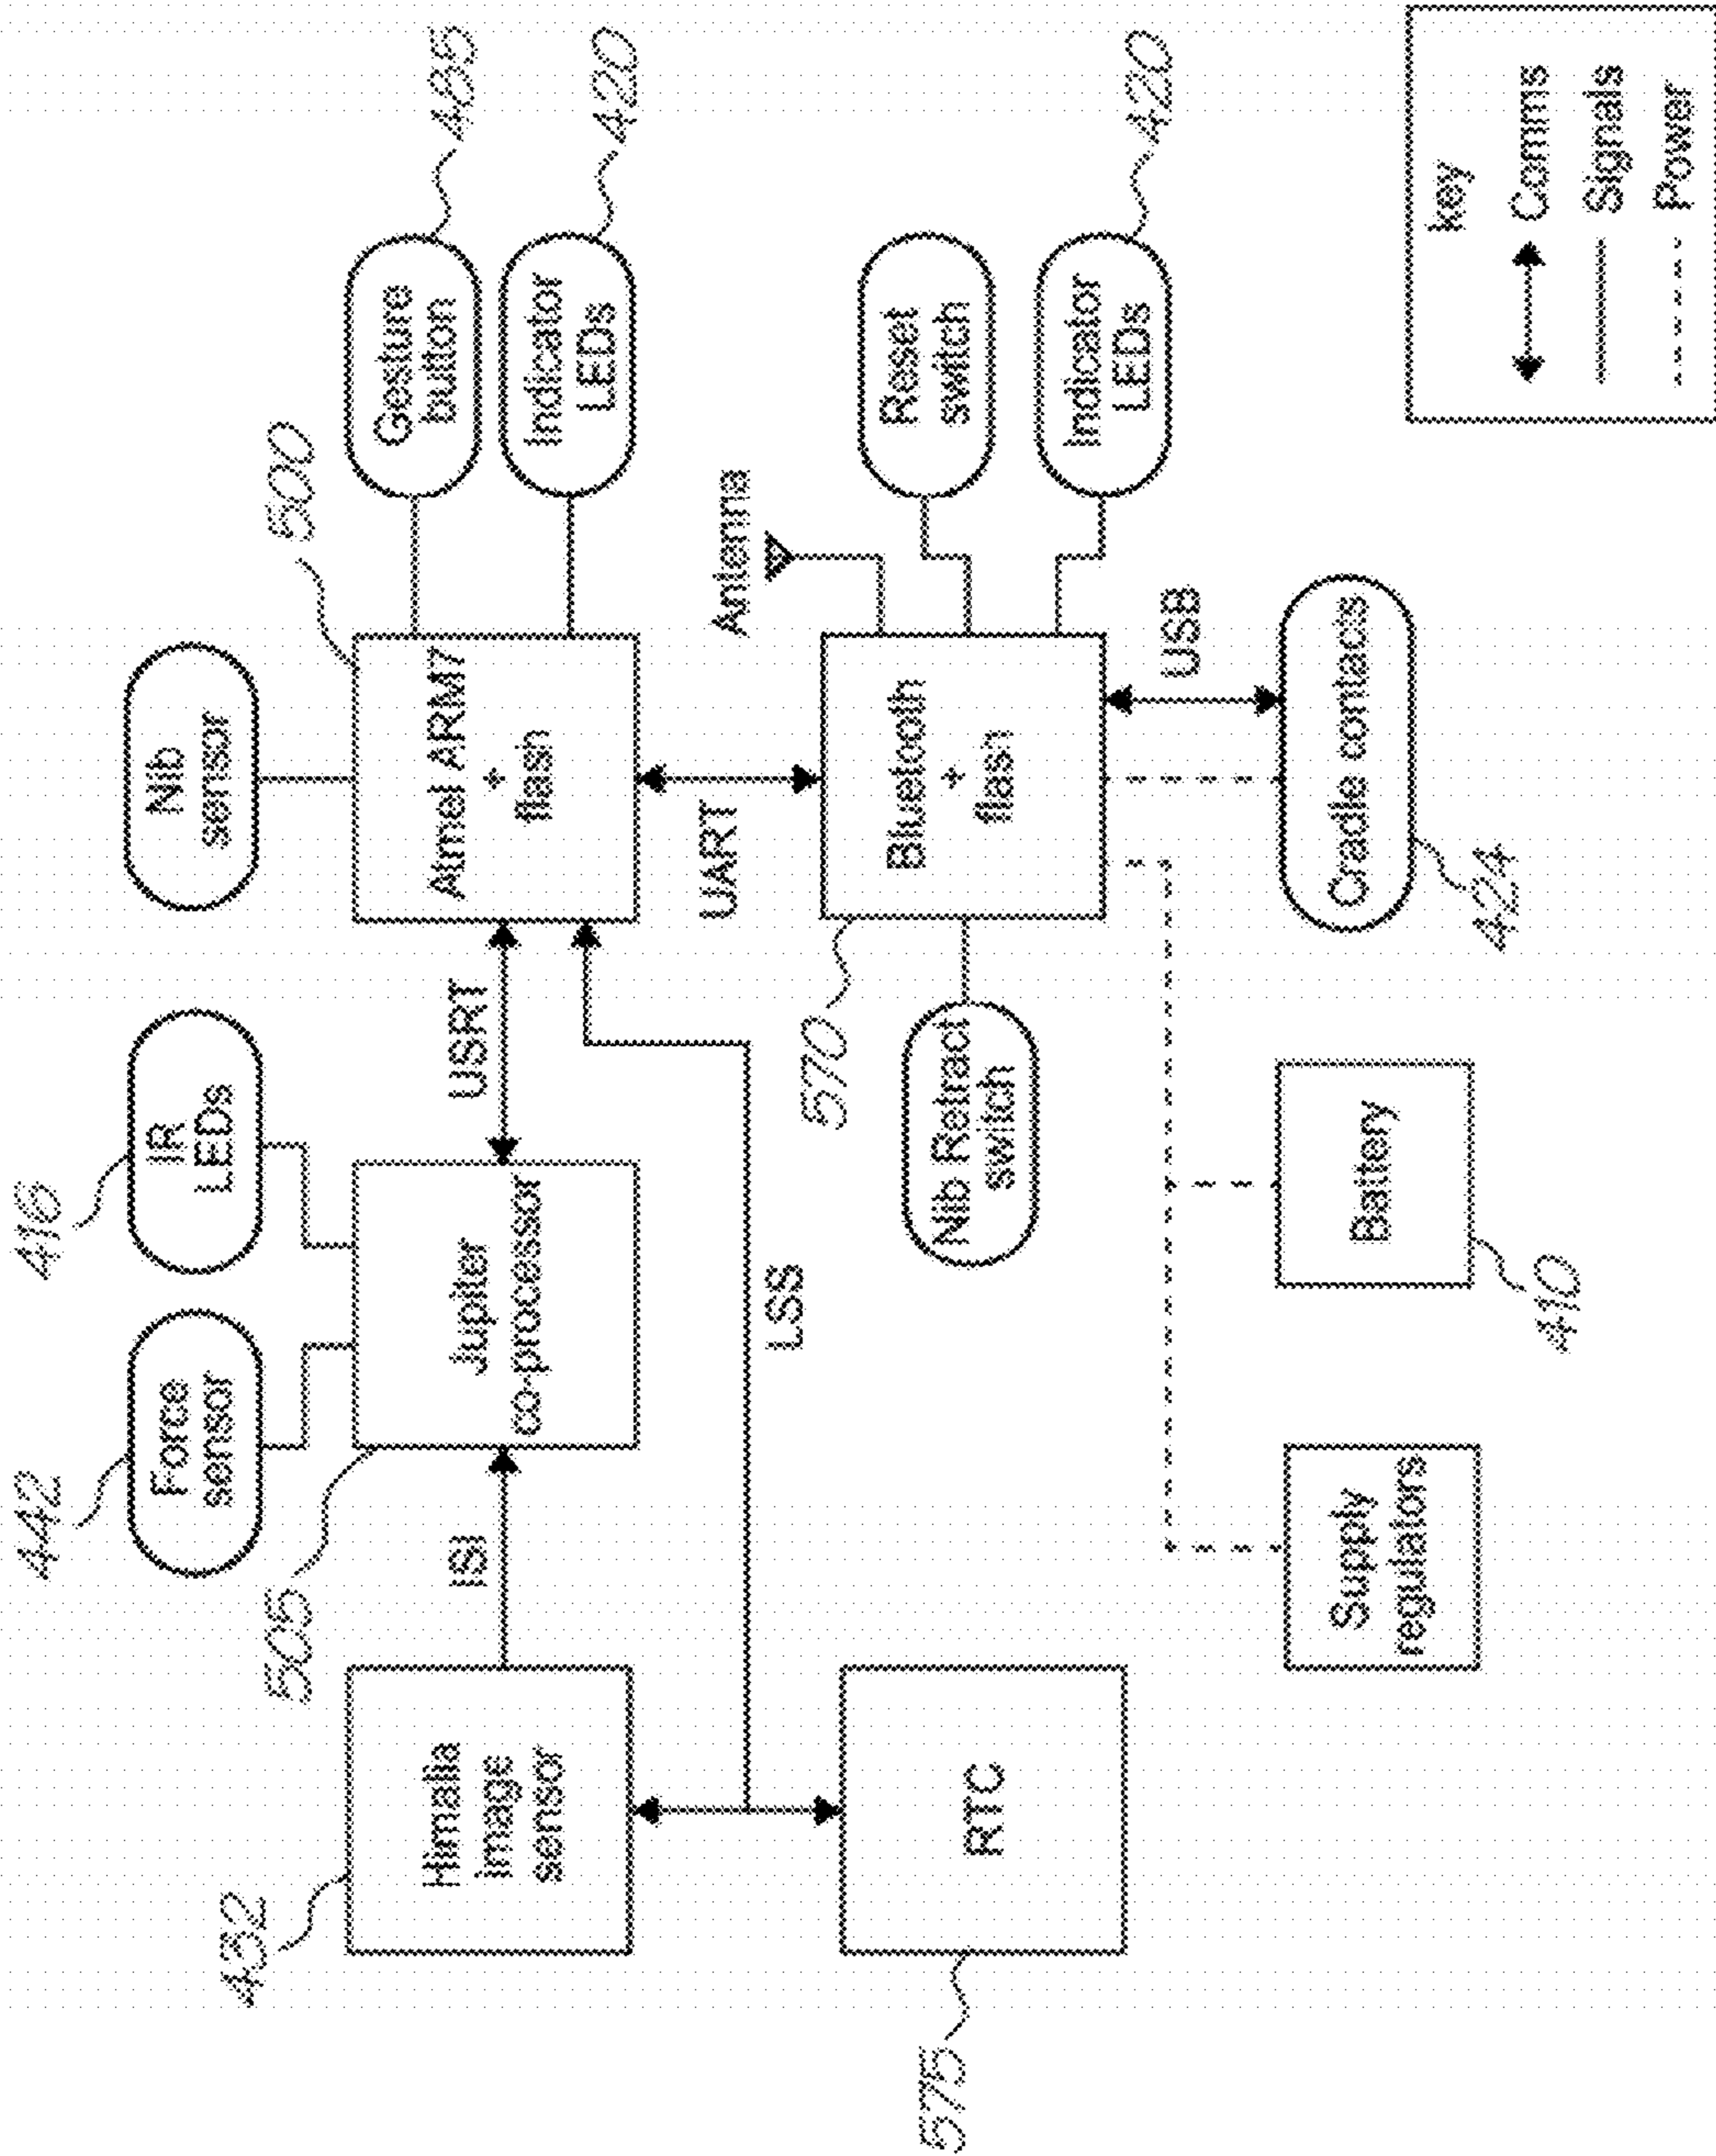 442
416
Force
sensor
IR
LEDs
Nib
sensor
432
505
500
485
Himalia
image
sensor
ISI
Jupiter
co-processor
USRT
Atmel ARM7
+
flash
Gesture
button
Indicator
LEDs
420
LSS
UART
Antenna
575
RTC
570
Nib Retract
switch
Bluetooth
+
flash
Reset
switch
Indicator
LEDs
420
USB
Supply
regulators
Battery
410
Cradle contacts
424
key
Comms
Signals
Power